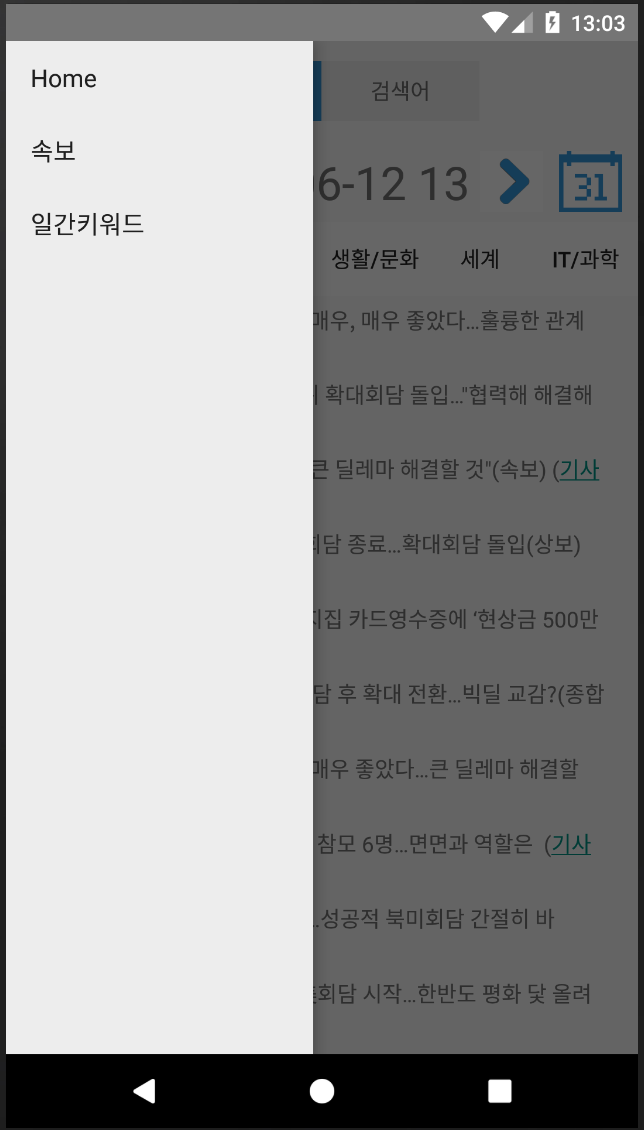 13:03
Home
속보
일간키워드
검색어
6-12 13
31
생활/문화 세계 IT/과학
매우, 매우 좋았다...훌륭한 관계
확대회담 돌입..."협력해 해결해
큰 딜레마 해결할 것"(속보) (기사
회담 종료...확대회담 돌입(상보)
지집 카드영수증에 ‘현상금 500만
담 후 확대 전환...빅딜 교감?(종합
매우 좋았다...큰 딜레마 해결할
참모 6명...면면과 역할은 (기사
..성공적 북미회담 간절히 바
회담 시작...한반도 평화 닻 올려